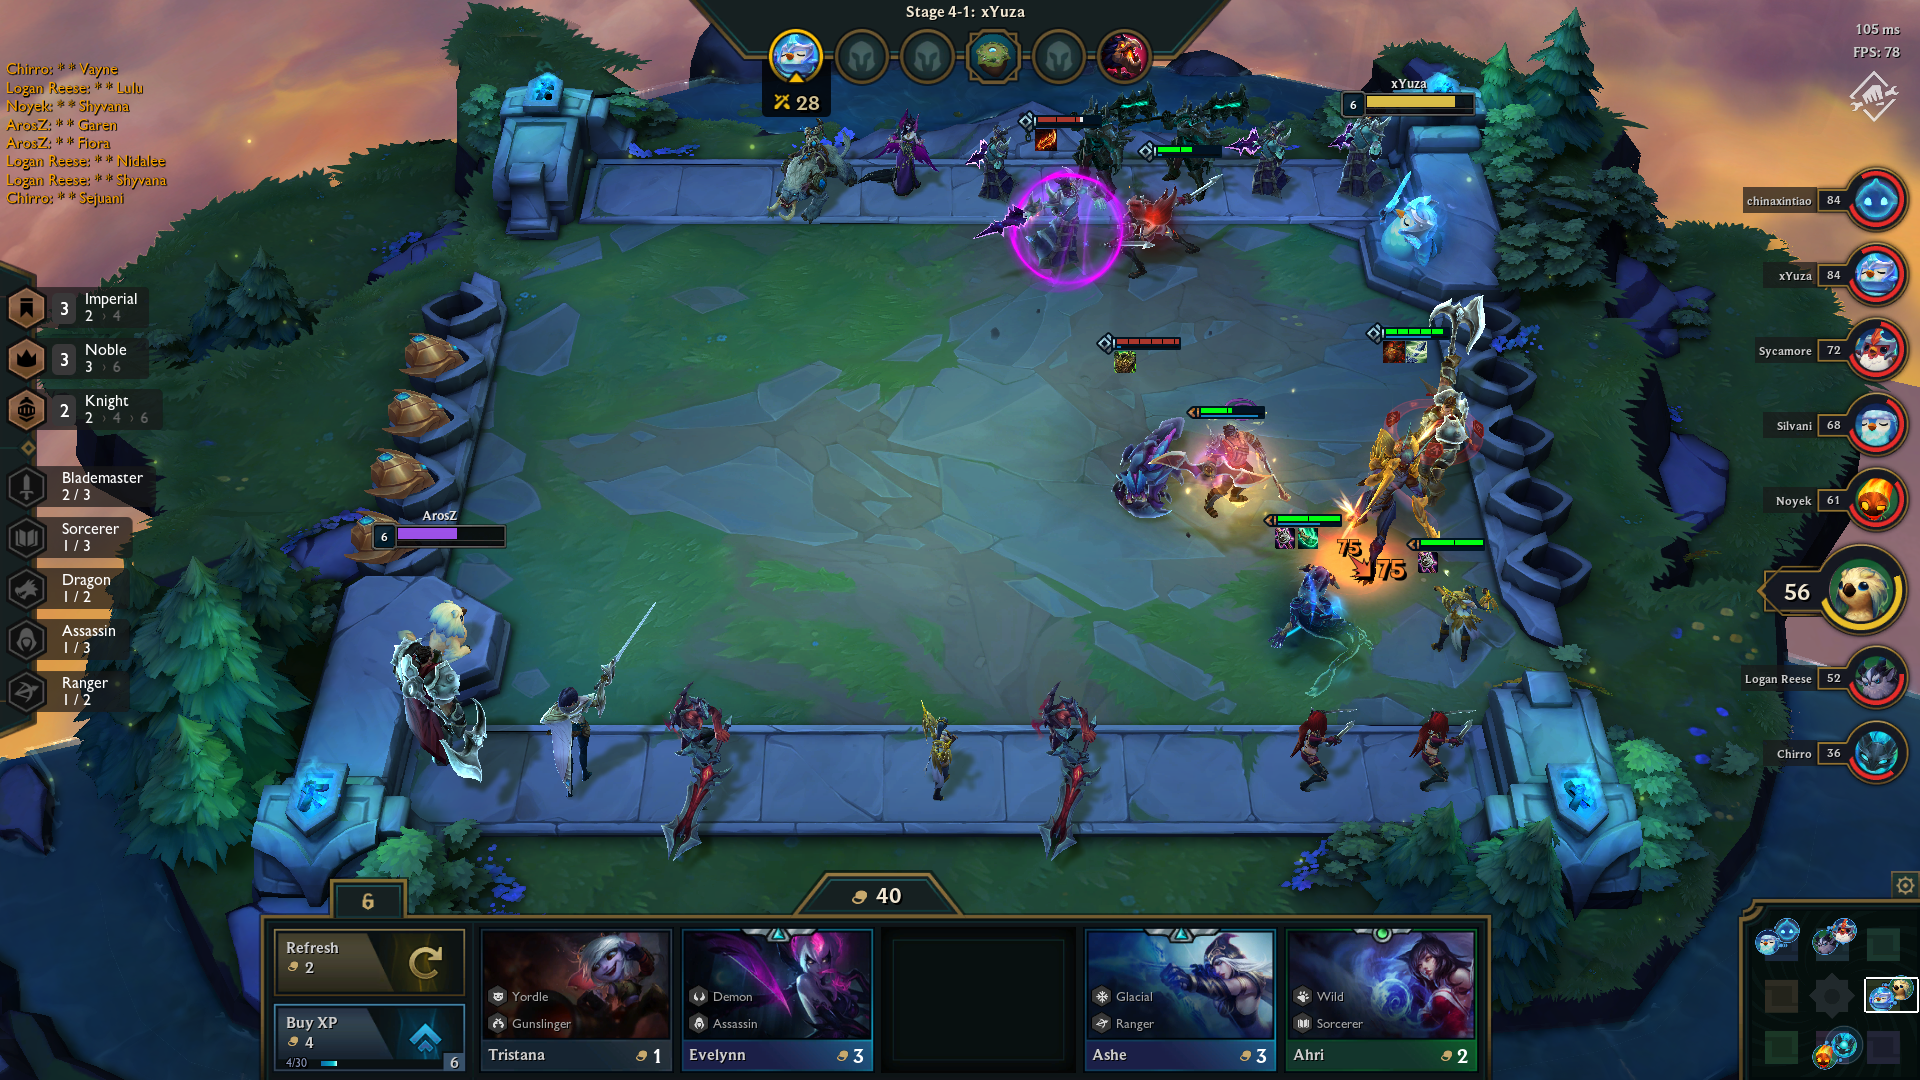 Stage 4-1: xYuza
28
105 ms
FPS: 78
Chirro: * * Vayne
Logan Reese: * * Lulu
Noyek: * * Shyvana
ArosZ: * * Garen
ArosZ: * * Fiora
Logan Reese: * * Nidalee
Logan Reese: * * Shyvana
Chirro: * * Sejuani
xYuza
6
chinaxintiao 84
xYuza 84
Sycamore 72
Silvani 68
Noyek 61
56
Logan Reese 52
Chirro 36
3 Imperial
2 › 4
3 Noble
3 › 6
2 Knight
2 › 4 › 6
Blademaster
2 / 3
Sorcerer
1 / 3
Dragon
1 / 2
Assassin
1 / 3
Ranger
1 / 2
ArosZ
6
75
75
6
40
Refresh
2
Buy XP
4
4/30
6
Yordle
Gunslinger
Tristana 1
Demon
Assassin
Evelynn 3
Glacial
Ranger
Ashe 3
Wild
Sorcerer
Ahri 2